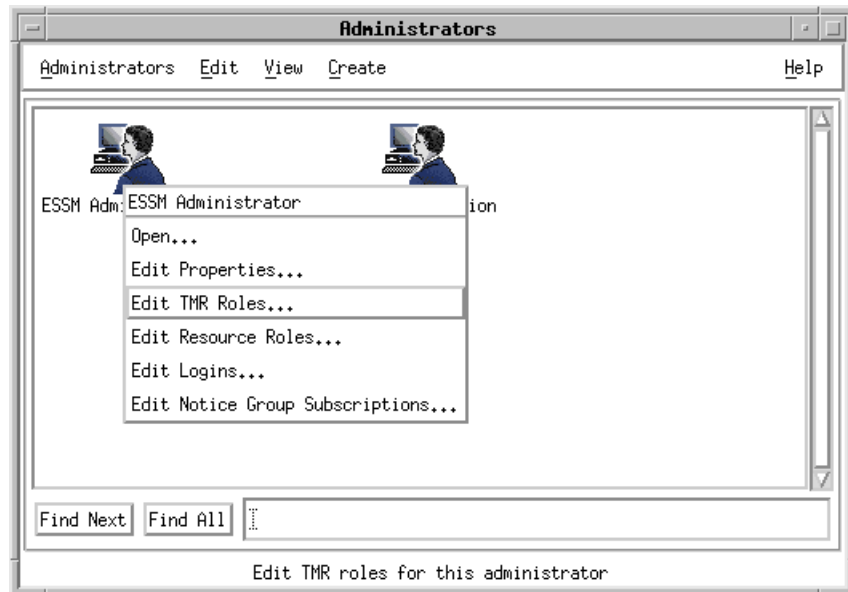 Administrators
Administrators Edit View Create Help
ESSM Adm
ion
ESSM Administrator
Open...
Edit Properties...
Edit TMR Roles...
Edit Resource Roles...
Edit Logins...
Edit Notice Group Subscriptions...
Find Next Find All
Edit TMR roles for this administrator